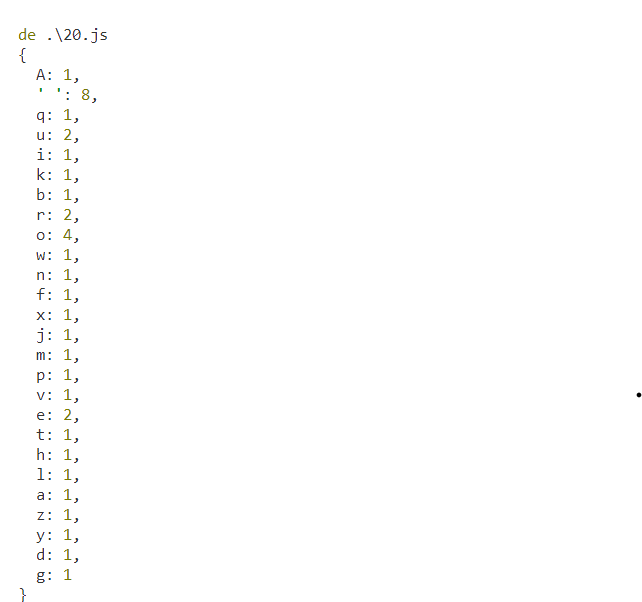 de .\20.js
{
A: 1,
' ': 8,
q: 1,
u: 2,
i: 1,
k: 1,
b: 1,
r: 2,
o: 4,
w: 1,
n: 1,
f: 1,
x: 1,
j: 1,
m: 1,
p: 1,
v: 1,
e: 2,
t: 1,
h: 1,
l: 1,
a: 1,
z: 1,
y: 1,
d: 1,
g: 1
}